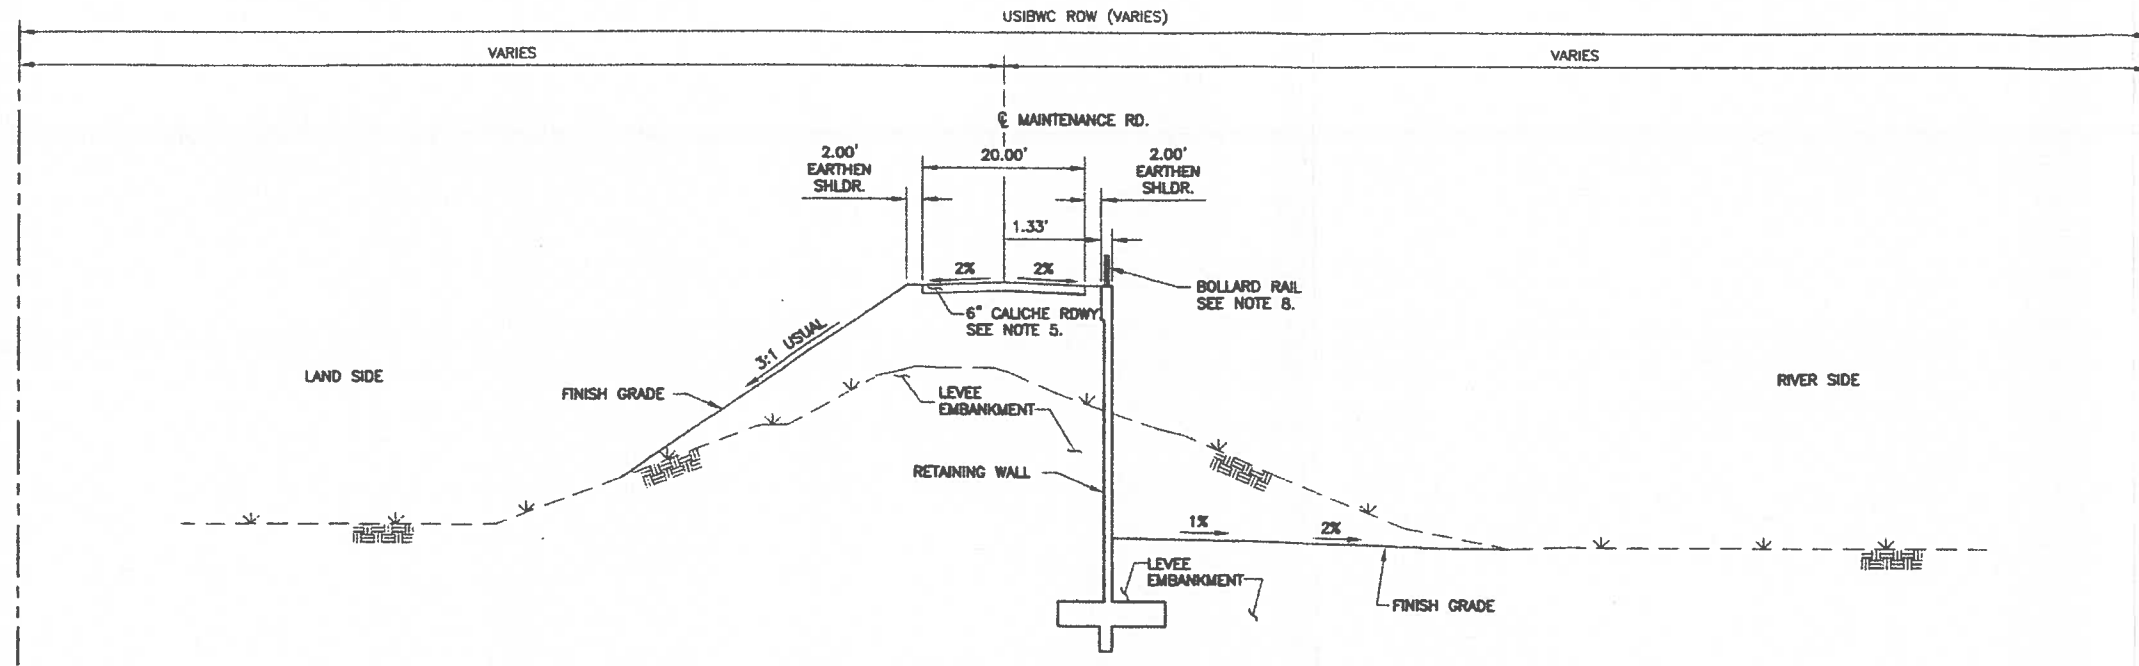 USIBWC ROW (VARIES)
VARIES
VARIES
℄ MAINTENANCE RD.
2.00'
EARTHEN
SHLDR.
20.00'
2.00'
EARTHEN
SHLDR.
1.33'
2%
2%
BOLLARD RAIL
SEE NOTE 8.
6" CALICHE RDWY
SEE NOTE 5.
3:1 USUAL
LAND SIDE
RIVER SIDE
FINISH GRADE
LEVEE
EMBANKMENT
RETAINING WALL
1%
2%
LEVEE
EMBANKMENT
FINISH GRADE